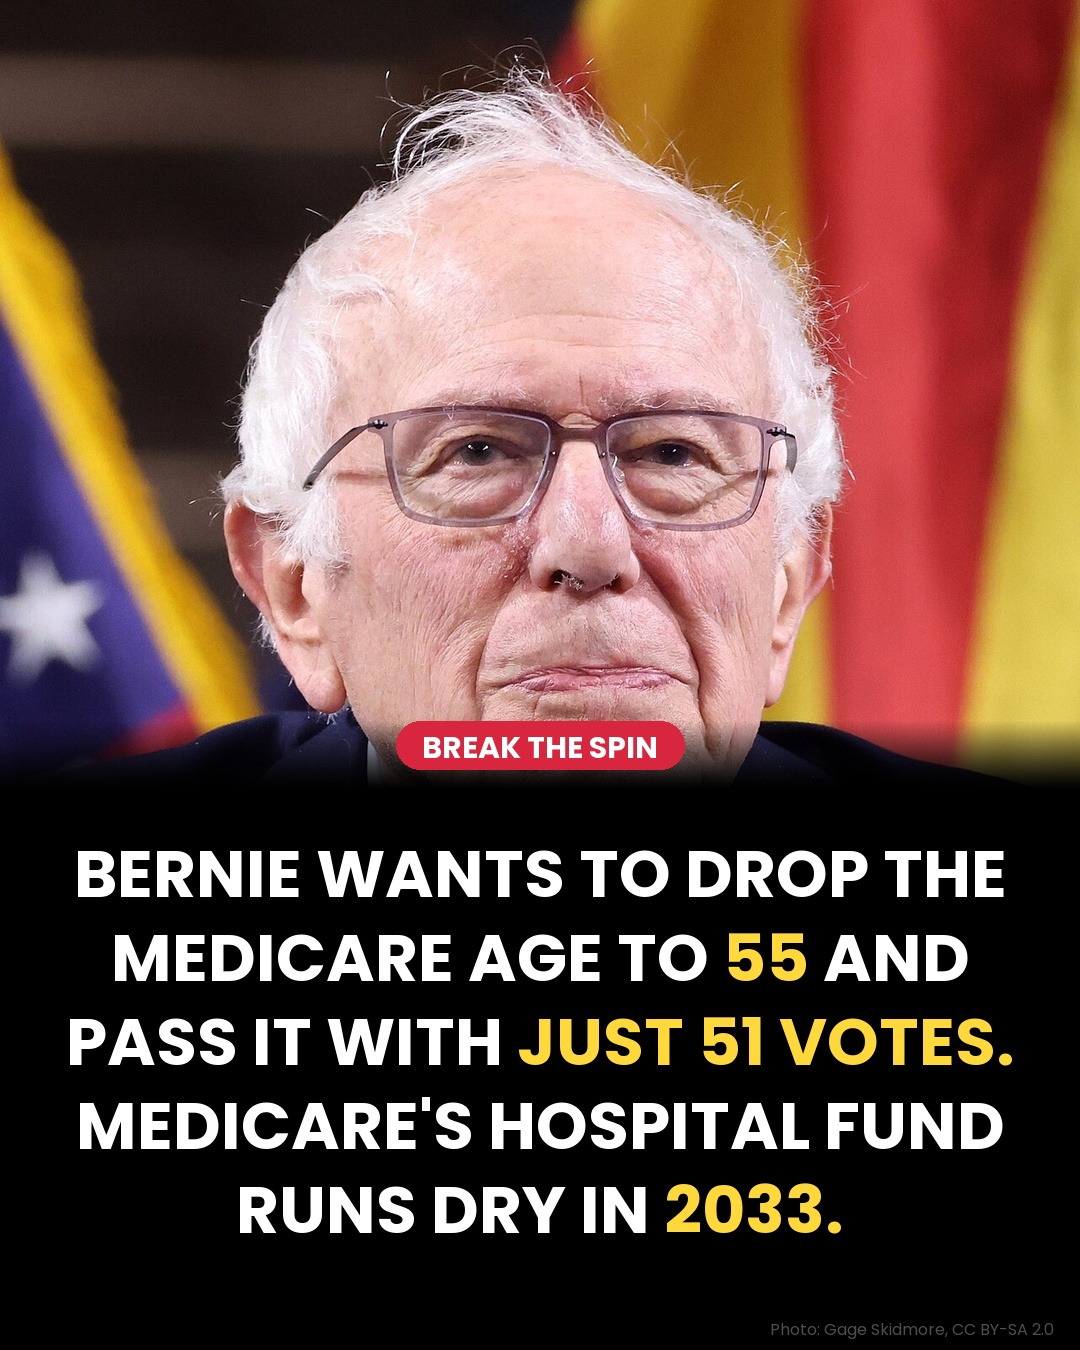 BREAK THE SPIN
BERNIE WANTS TO DROP THE
MEDICARE AGE TO 55 AND
PASS IT WITH JUST 51 VOTES.
MEDICARE'S HOSPITAL FUND
RUNS DRY IN 2033.
Photo: Gage Skidmore, CC BY-SA 2.0